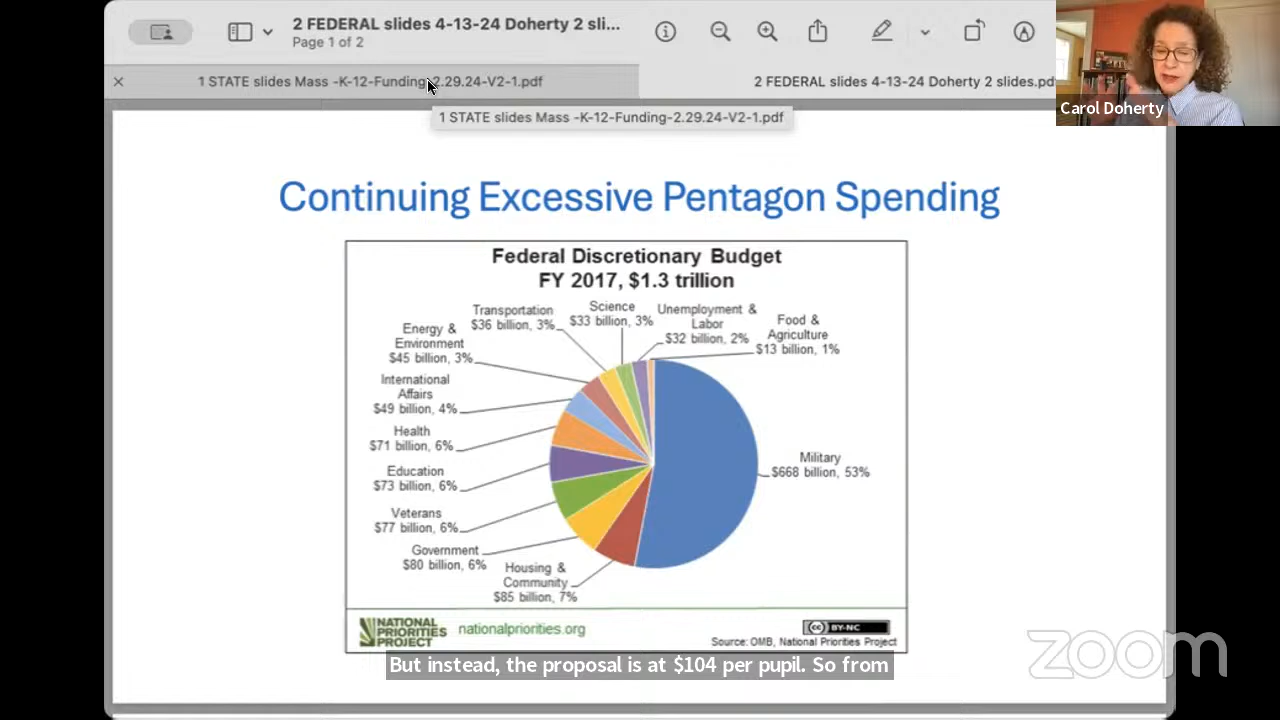 2 FEDERAL slides 4-13-24 Doherty 2 sli...
Page 1 of 2
1 STATE slides Mass -K-12-Funding-2.29.24-V2-1.pdf
2 FEDERAL slides 4-13-24 Doherty 2 slides.pd
Carol Doherty
1 STATE slides Mass -K-12-Funding-2.29.24-V2-1.pdf
Continuing Excessive Pentagon Spending
Federal Discretionary Budget
FY 2017, $1.3 trillion
Transportation
$36 billion, 3%
Science
$33 billion, 3%
Unemployment &
Labor
$32 billion, 2%
Food &
Agriculture
$13 billion, 1%
Energy &
Environment
$45 billion, 3%
International
Affairs
$49 billion, 4%
Health
$71 billion, 6%
Education
$73 billion, 6%
Veterans
$77 billion, 6%
Government
$80 billion, 6%
Housing &
Community
$85 billion, 7%
Military
$668 billion, 53%
NATIONAL
PRIORITIES
PROJECT
nationalpriorities.org
cc BY-NC
Source: OMB, National Priorities Project
But instead, the proposal is at $104 per pupil. So from
zoom